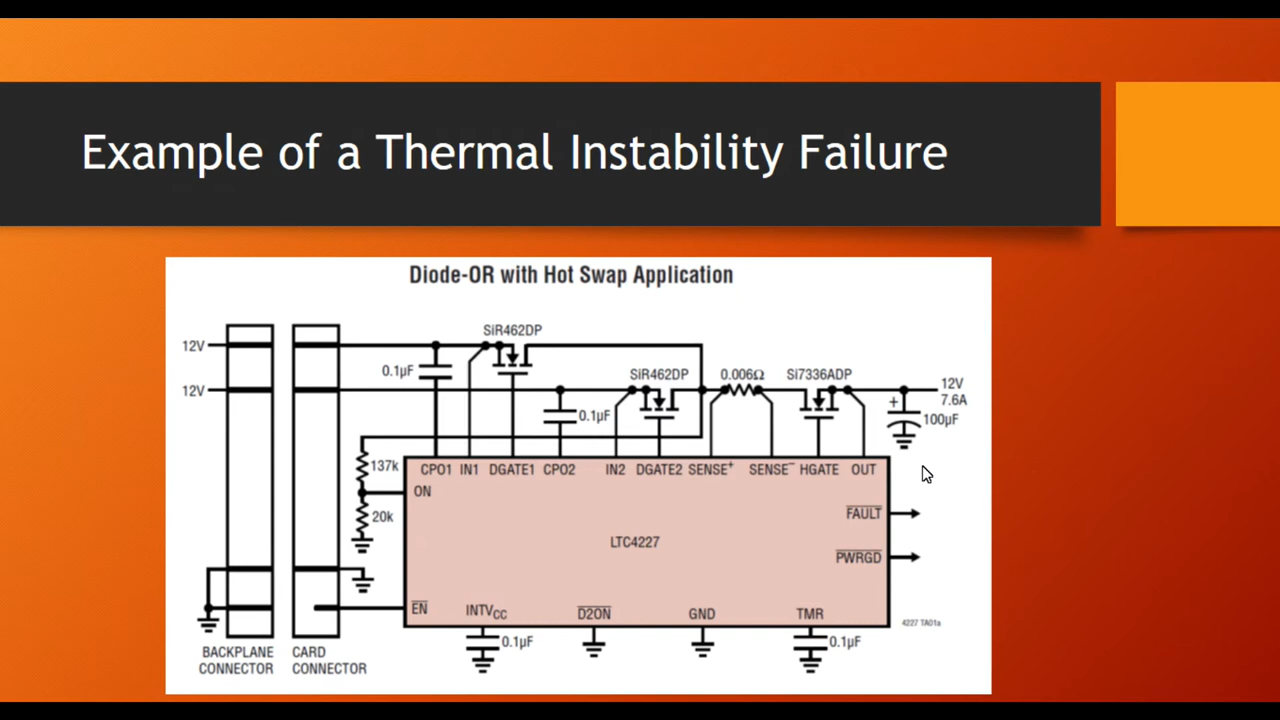 Example of a Thermal Instability Failure
Diode-OR with Hot Swap Application
SiR462DP
12V
0.1µF
SiR462DP
0.006Ω
Si7336ADP
12V
7.6A
12V
0.1µF
100µF
137k
CPO1 IN1 DGATE1 CPO2 IN2 DGATE2 SENSE+ SENSE– HGATE OUT
ON
20k
FAULT
LTC4227
PWRGD
EN
INTVCC
D2ON
GND
TMR
4227 TA01a
0.1µF
0.1µF
BACKPLANE
CONNECTOR
CARD
CONNECTOR